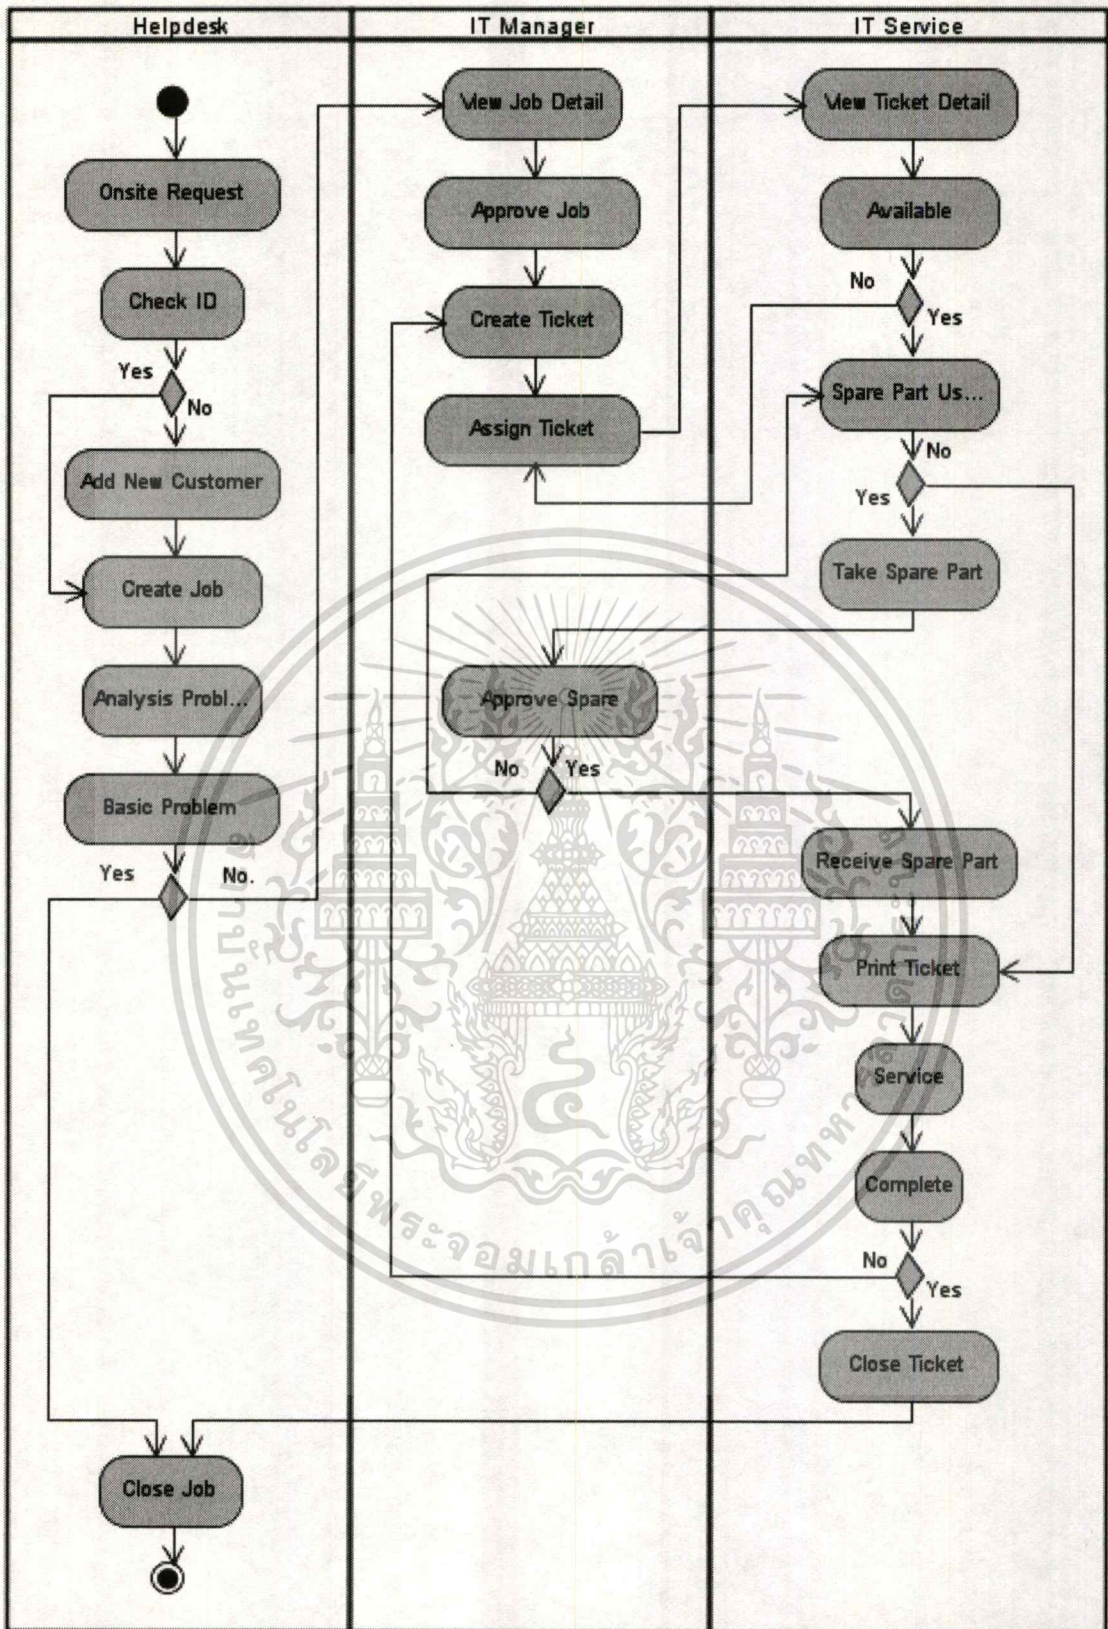 Helpdesk
IT Manager
IT Service
Onsite Request
Check ID
Yes
No
Add New Customer
Create Job
Analysis Probl...
Basic Problem
Yes
No.
Close Job
View Job Detail
Approve Job
Create Ticket
Assign Ticket
Approve Spare
No
Yes
View Ticket Detail
Available
No
Yes
Spare Part Us...
No
Yes
Take Spare Part
Receive Spare Part
Print Ticket
Service
Complete
No
Yes
Close Ticket